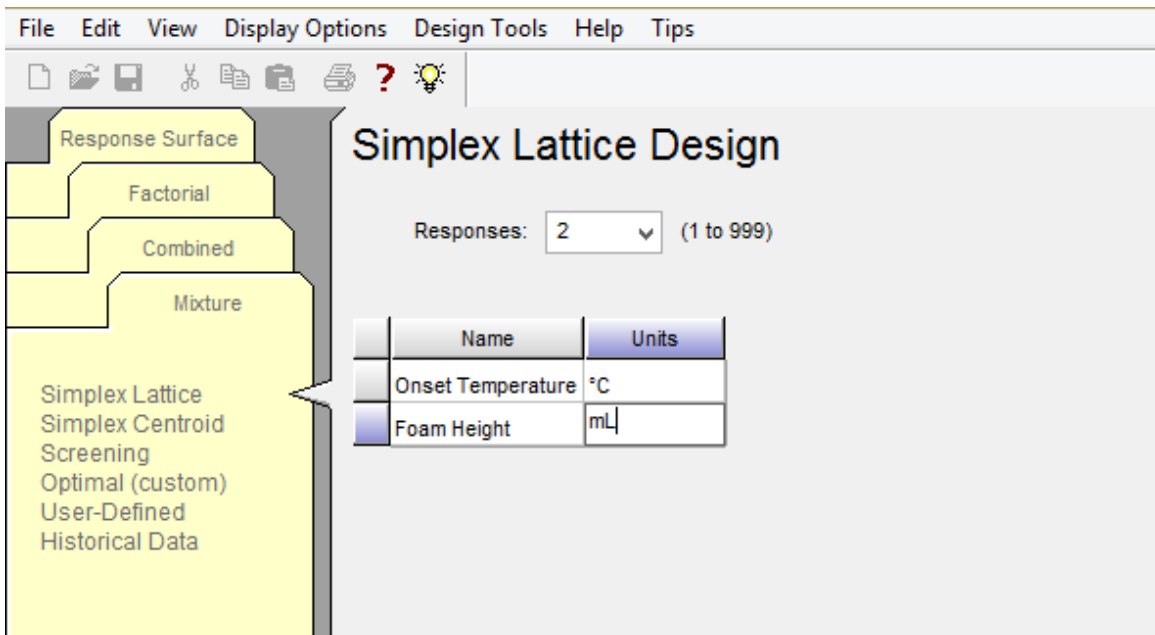 File Edit View Display Options Design Tools Help Tips
?
Response Surface
Factorial
Combined
Mixture
Simplex Lattice
Simplex Centroid
Screening
Optimal (custom)
User-Defined
Historical Data
Simplex Lattice Design
Responses: 2 (1 to 999)
Name Units
Onset Temperature °C
Foam Height mL